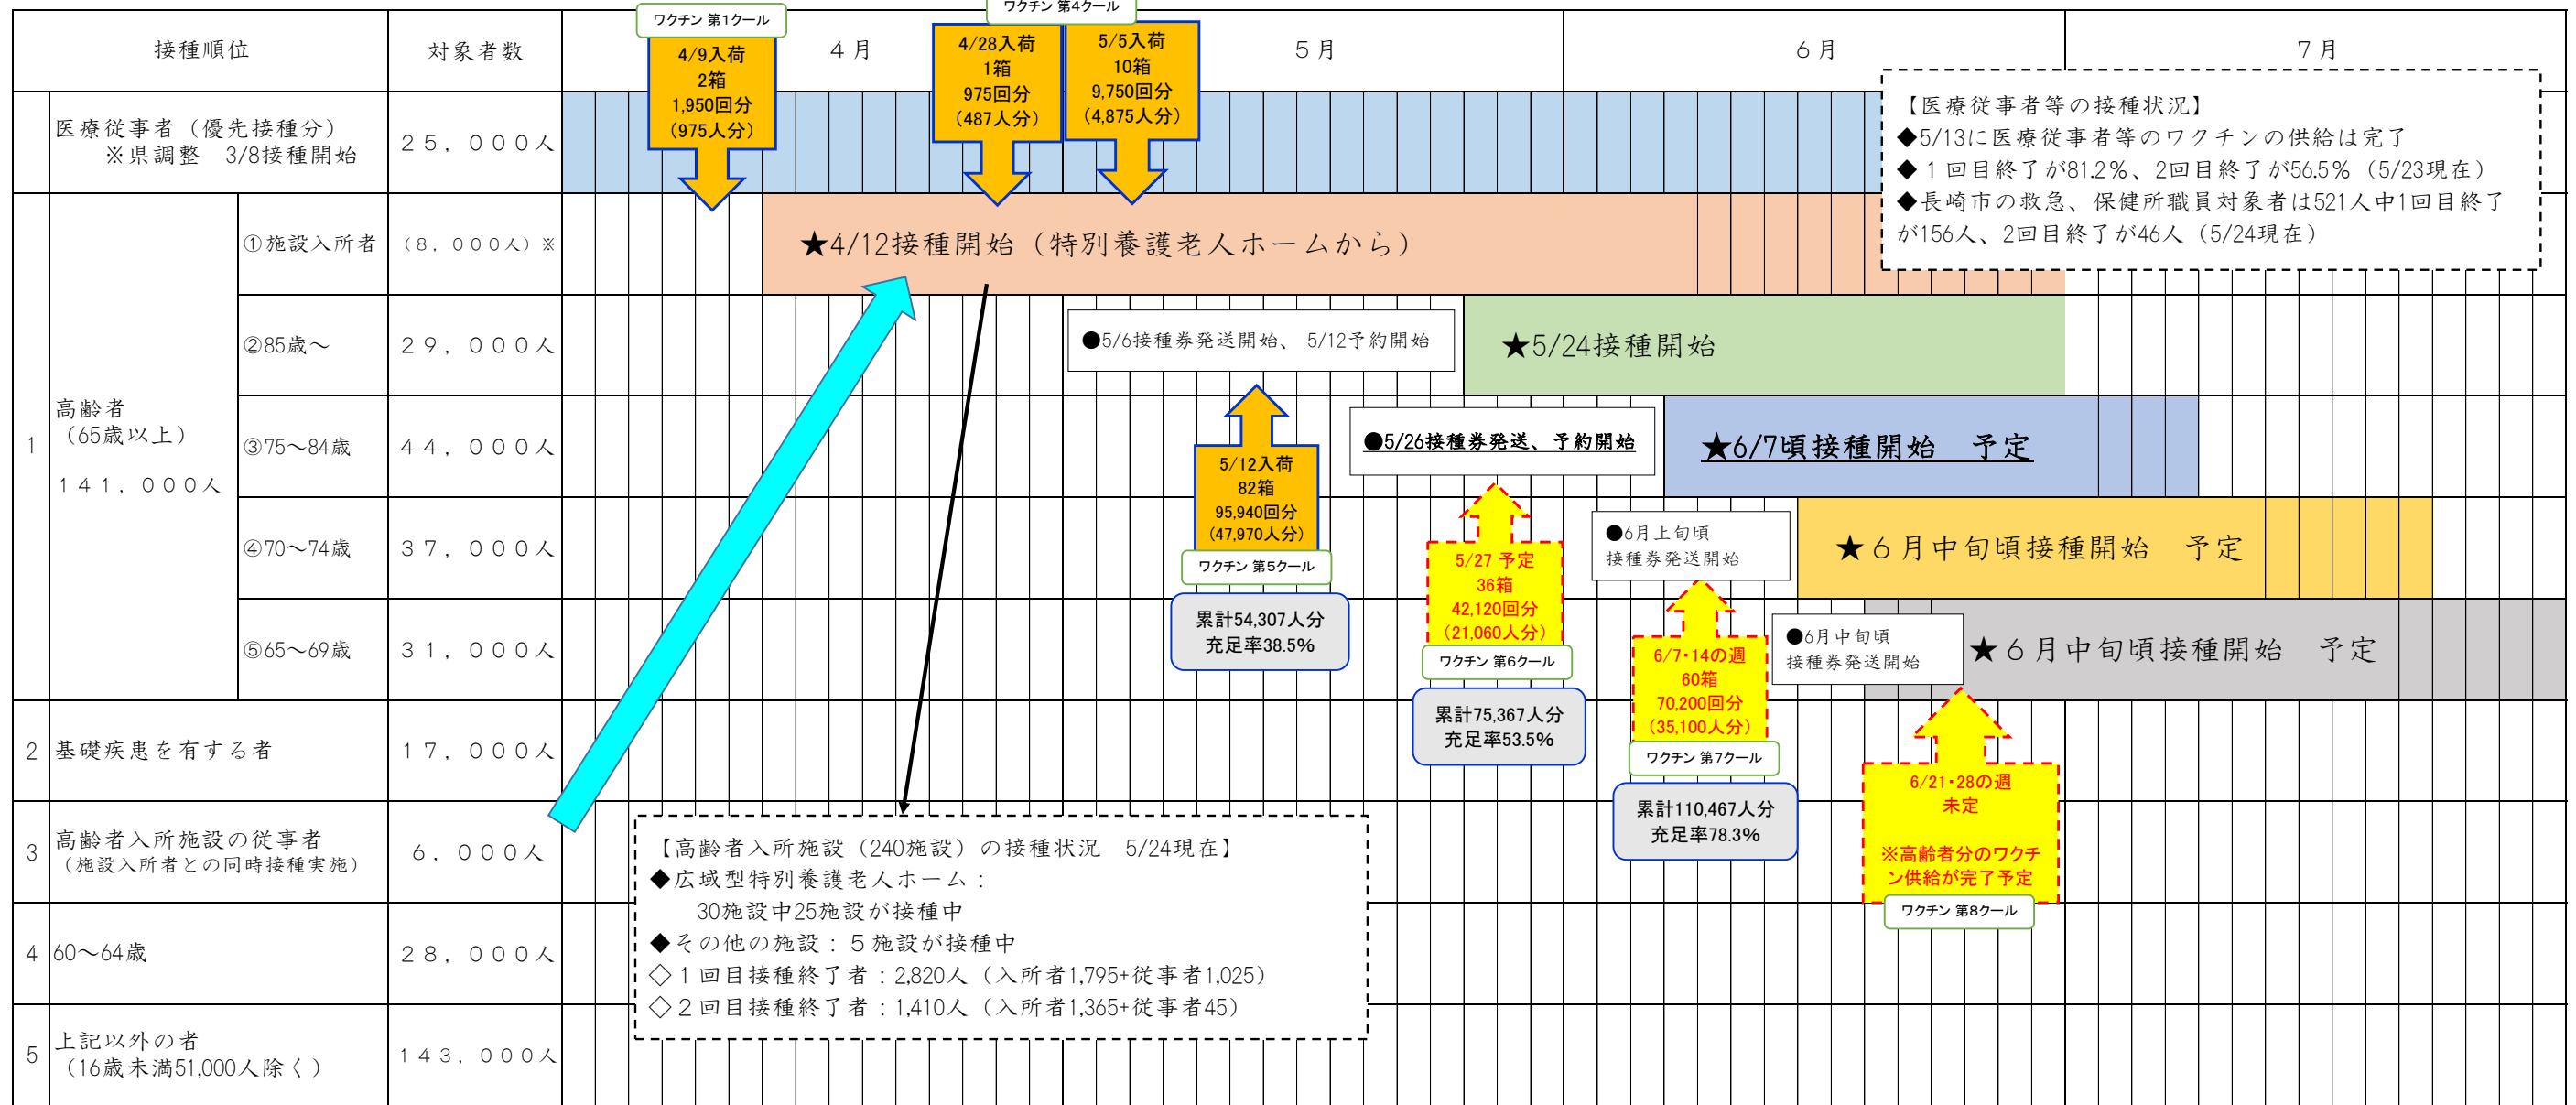 ワクチン 第1クール
ワクチン 第4クール
接種順位
対象者数
４月
５月
６月
７月
4/9入荷
2箱
1,950回分
(975人分)
4/28入荷
1箱
975回分
(487人分)
5/5入荷
10箱
9,750回分
(4,875人分)
医療従事者（優先接種分）
※県調整　3/8接種開始
２５，０００人
【医療従事者等の接種状況】
◆5/13に医療従事者等のワクチンの供給は完了
◆１回目終了が81.2％、2回目終了が56.5％（5/23現在）
◆長崎市の救急、保健所職員対象者は521人中1回目終了
が156人、2回目終了が46人（5/24現在）
1
高齢者
（65歳以上）
１４１，０００人
①施設入所者
（８，０００人）※
★4/12接種開始（特別養護老人ホームから）
②85歳～
２９，０００人
●5/6接種券発送開始、 5/12予約開始
★5/24接種開始
③75～84歳
４４，０００人
●5/26接種券発送、予約開始
★6/7頃接種開始　予定
5/12入荷
82箱
95,940回分
(47,970人分)
ワクチン 第5クール
累計54,307人分
充足率38.5%
④70～74歳
３７，０００人
●6月上旬頃
接種券発送開始
★６月中旬頃接種開始　予定
5/27 予定
36箱
42,120回分
(21,060人分)
ワクチン 第6クール
累計75,367人分
充足率53.5%
⑤65～69歳
３１，０００人
●6月中旬頃
接種券発送開始
★６月中旬頃接種開始　予定
6/7・14の週
60箱
70,200回分
(35,100人分)
ワクチン 第7クール
累計110,467人分
充足率78.3%
2
基礎疾患を有する者
１７，０００人
6/21・28の週
未定
※高齢者分のワクチ
ン供給が完了予定
ワクチン 第8クール
3
高齢者入所施設の従事者
（施設入所者との同時接種実施）
６，０００人
【高齢者入所施設（240施設）の接種状況　5/24現在】
◆広域型特別養護老人ホーム：
30施設中25施設が接種中
◆その他の施設：５施設が接種中
◇１回目接種終了者：2,820人（入所者1,795+従事者1,025）
◇２回目接種終了者：1,410人（入所者1,365+従事者45）
4
60～64歳
２８，０００人
5
上記以外の者
（16歳未満51,000人除く）
１４３，０００人